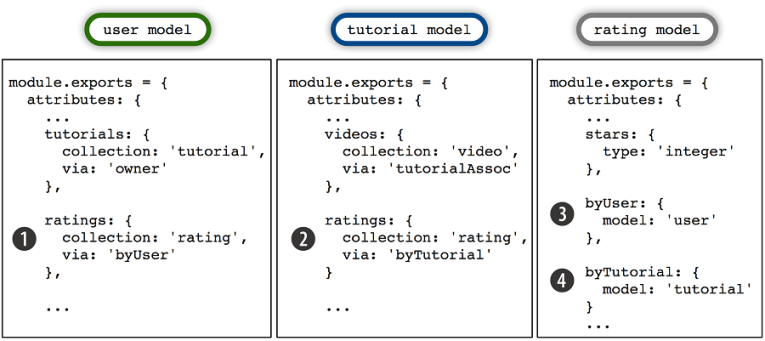 user model
module.exports = {
attributes: {
...
tutorials: {
collection: 'tutorial',
via: 'owner'
},
1
ratings: {
collection: 'rating',
via: 'byUser'
},
...
tutorial model
module.exports = {
attributes: {
...
videos: {
collection: 'video',
via: 'tutorialAssoc'
},
2
ratings: {
collection: 'rating',
via: 'byTutorial'
}
...
rating model
module.exports = {
attributes: {
...
stars: {
type: 'integer'
},
3
byUser: {
model: 'user'
},
4
byTutorial: {
model: 'tutorial'
}
...